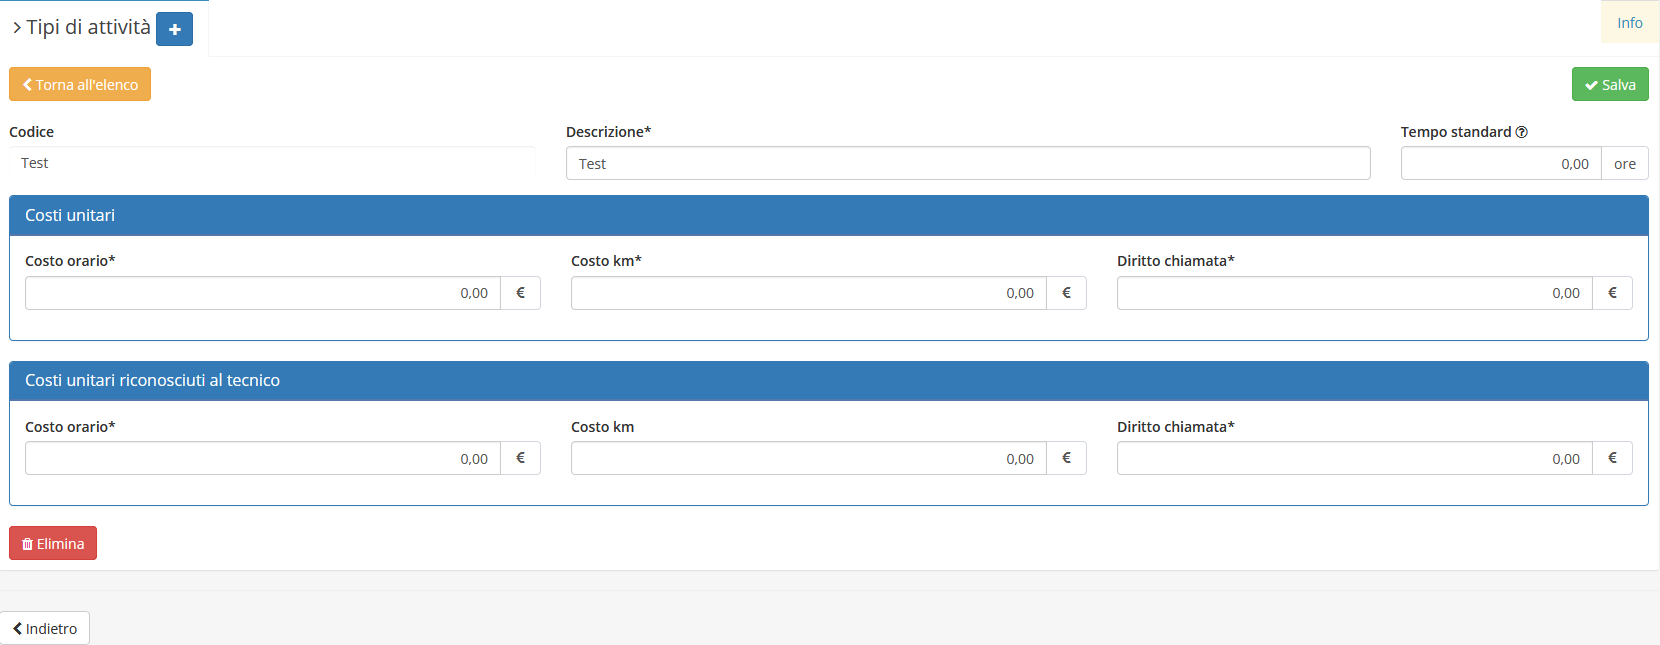 Tipi di attività
Info
Torna all'elenco
Salva
Codice
Descrizione*
Tempo standard
Test
Test
0,00 ore
Costi unitari
Costo orario*
Costo km*
Diritto chiamata*
0,00 €
0,00 €
0,00 €
Costi unitari riconosciuti al tecnico
Costo orario*
Costo km
Diritto chiamata*
0,00 €
0,00 €
0,00 €
Elimina
Indietro